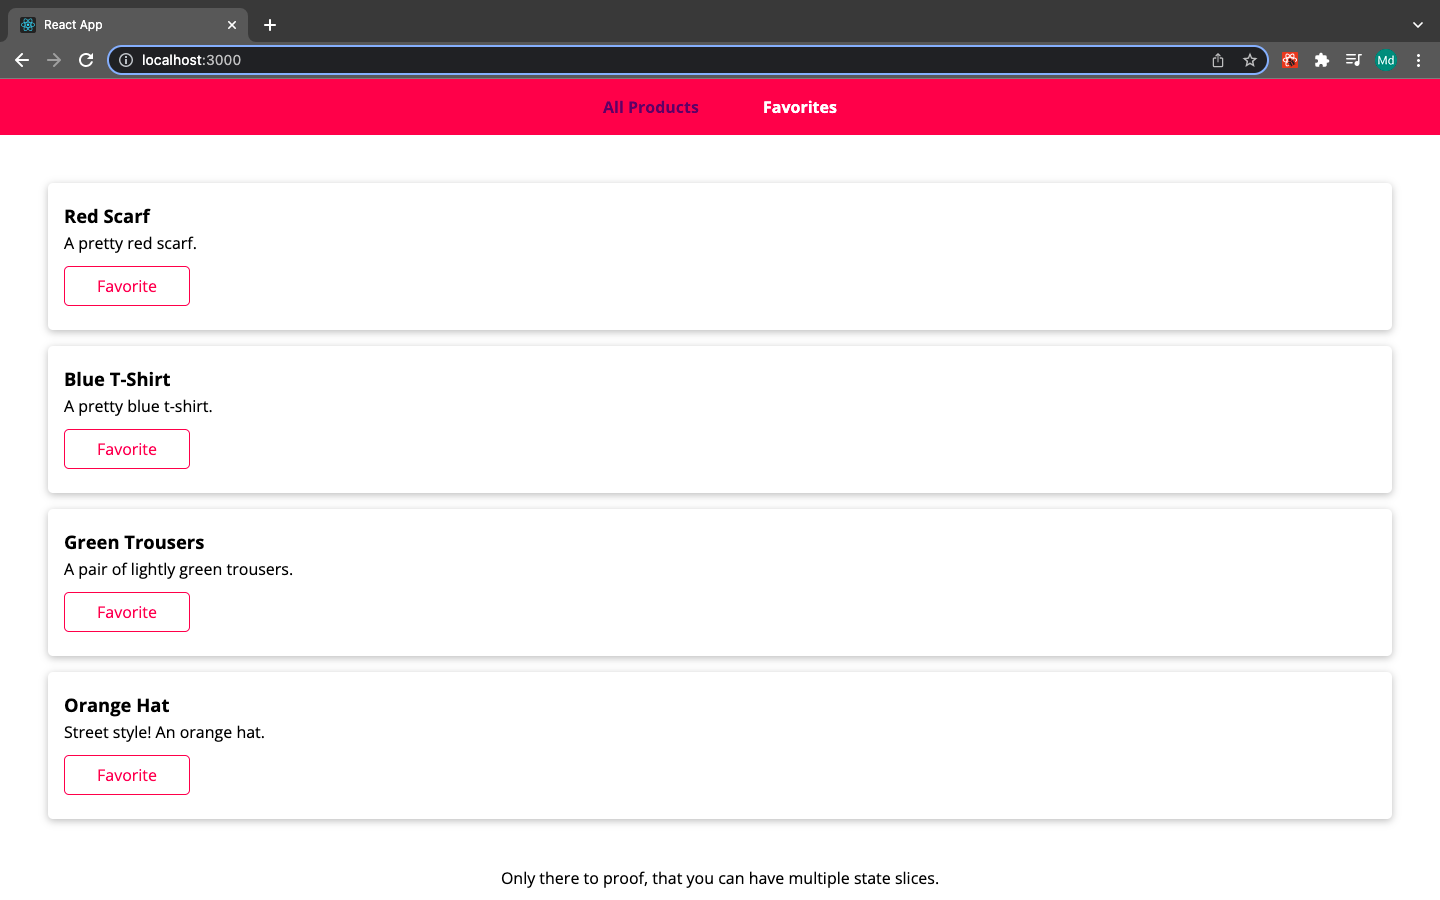 React App
localhost:3000
Md
All Products Favorites
Red Scarf
A pretty red scarf.
Favorite
Blue T-Shirt
A pretty blue t-shirt.
Favorite
Green Trousers
A pair of lightly green trousers.
Favorite
Orange Hat
Street style! An orange hat.
Favorite
Only there to proof, that you can have multiple state slices.